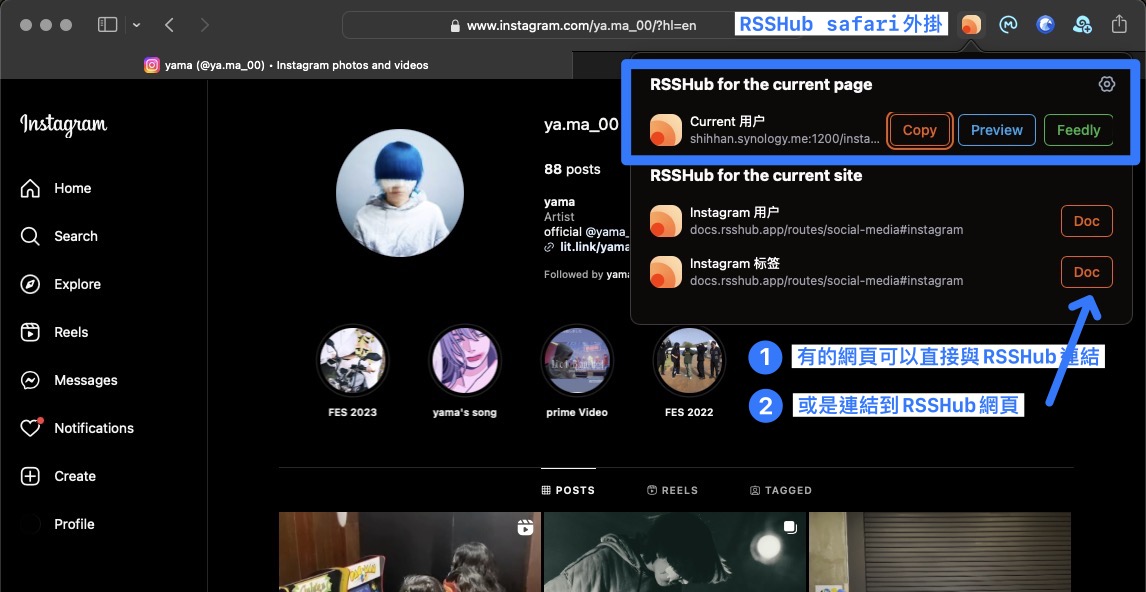 www.instagram.com/ya.ma_00/?hl=en
RSSHub safari外掛
yama (@ya.ma_00) • Instagram photos and videos
Instagram
Home
Search
Explore
Reels
Messages
Notifications
Create
Profile
ya.ma_00
88 posts
yama
Artist
official @yama_
lit.link/yama
Followed by yama
RSSHub for the current page
Current 用户
shihhan.synology.me:1200/insta...
Copy
Preview
Feedly
RSSHub for the current site
Instagram 用户
docs.rsshub.app/routes/social-media#instagram
Doc
Instagram 标签
docs.rsshub.app/routes/social-media#instagram
Doc
1 有的網頁可以直接與RSSHub連結
2 或是連結到RSSHub網頁
FES 2023
yama's song
prime Video
FES 2022
POSTS
REELS
TAGGED